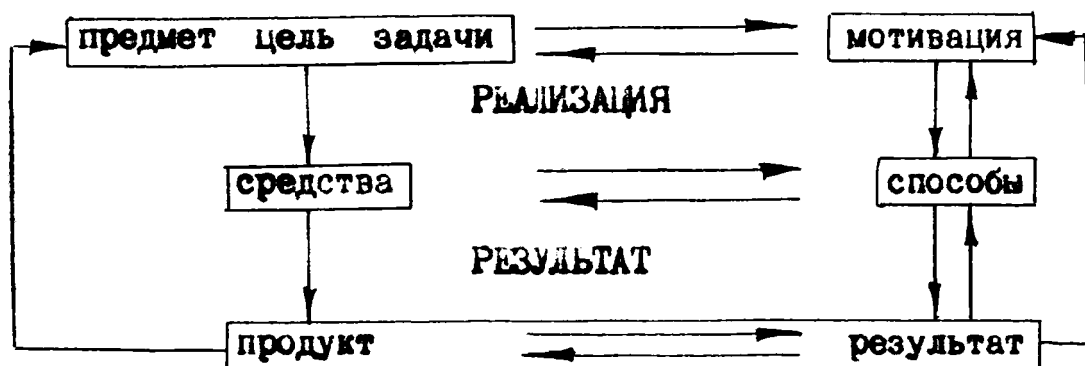 предмет цель задачи мотивация
РЕАЛИЗАЦИЯ
средства способы
РЕЗУЛЬТАТ
продукт результат